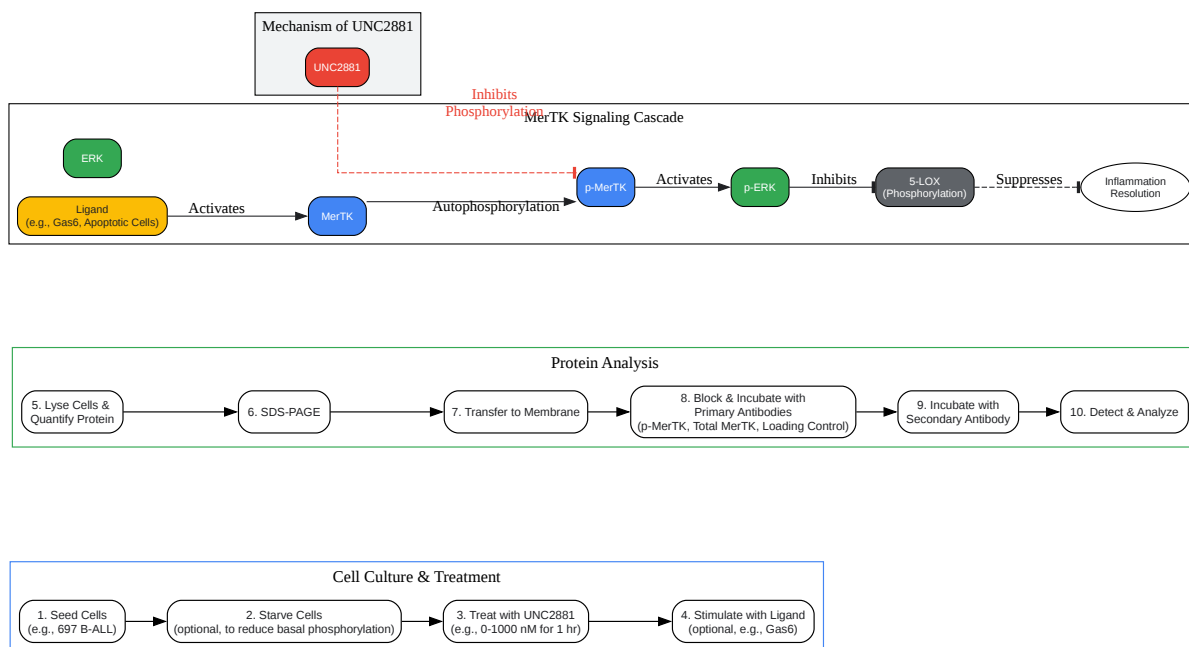 Mechanism of UNC2881
UNC2881
Inhibits
Phosphorylation
MerTK Signaling Cascade
ERK
Ligand
(e.g., Gas6, Apoptotic Cells)
Activates
MerTK
Autophosphorylation
p-MerTK
Activates
p-ERK
Inhibits
5-LOX
(Phosphorylation)
Suppresses
Inflammation
Resolution
Protein Analysis
5. Lyse Cells &
Quantify Protein
6. SDS-PAGE
7. Transfer to Membrane
8. Block & Incubate with
Primary Antibodies
(p-MerTK, Total MerTK, Loading Control)
9. Incubate with
Secondary Antibody
10. Detect & Analyze
Cell Culture & Treatment
1. Seed Cells
(e.g., 697 B-ALL)
2. Starve Cells
(optional, to reduce basal phosphorylation)
3. Treat with UNC2881
(e.g., 0-1000 nM for 1 hr)
4. Stimulate with Ligand
(optional, e.g., Gas6)